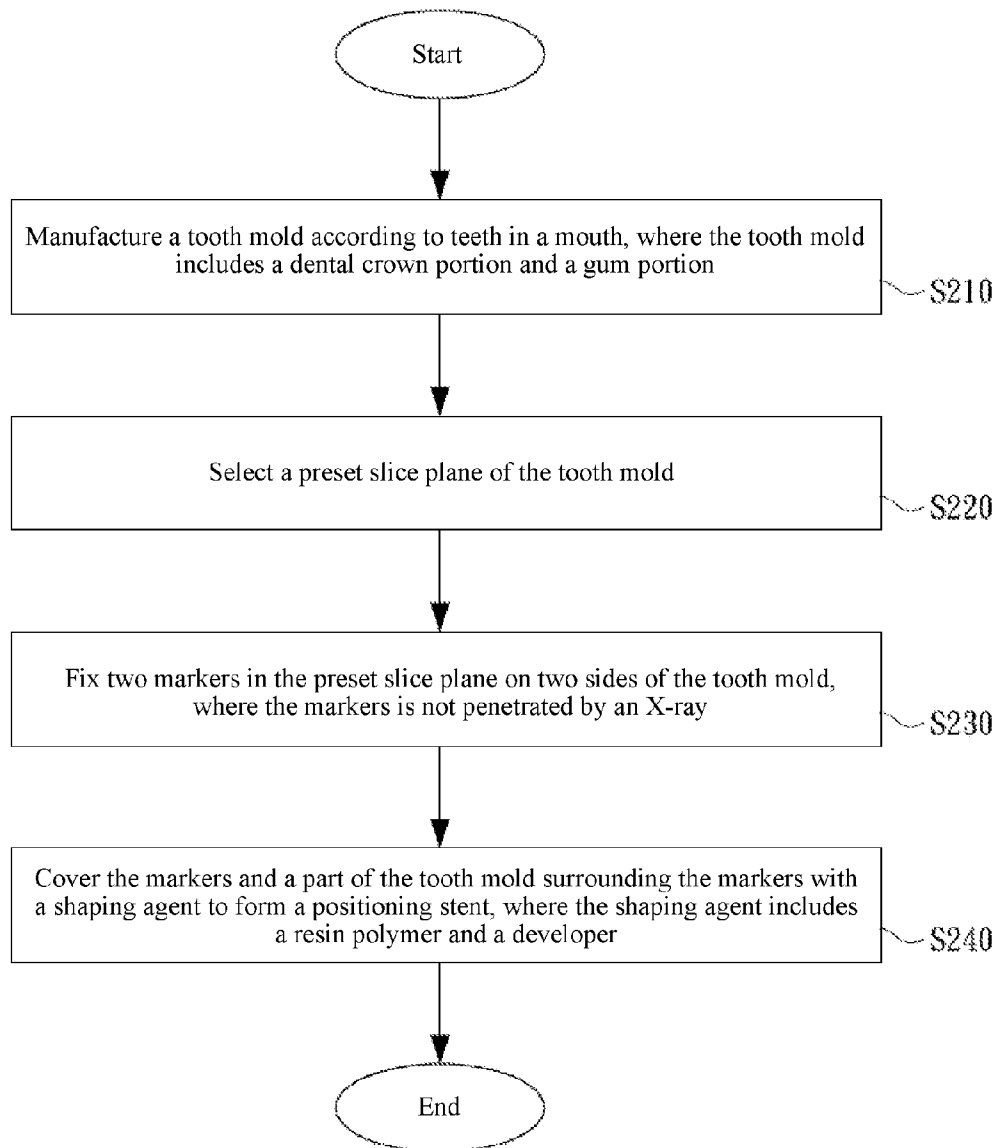 Start
Manufacture a tooth mold according to teeth in a mouth, where the tooth mold
includes a dental crown portion and a gum portion
S210
Select a preset slice plane of the tooth mold
S220
Fix two markers in the preset slice plane on two sides of the tooth mold,
where the markers is not penetrated by an X-ray
S230
Cover the markers and a part of the tooth mold surrounding the markers with
a shaping agent to form a positioning stent, where the shaping agent includes
a resin polymer and a developer
S240
End